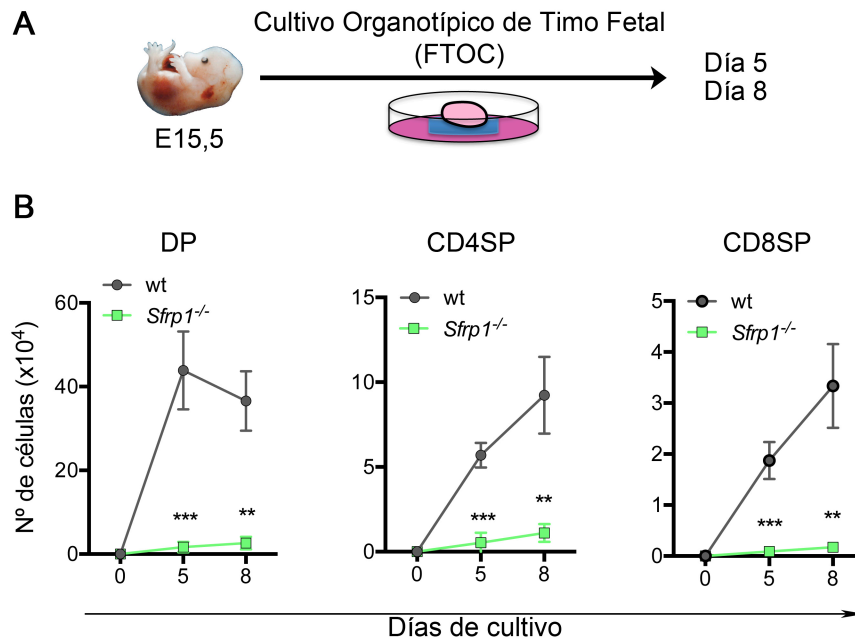 A
Cultivo Organotípico de Timo Fetal
(FTOC)
Día 5
Día 8
E15,5
B
DP
wt
Sfrp1-/-
Nº de células (x10⁴)
60
40
20
0
***
**
0 5 8
CD4SP
wt
Sfrp1-/-
15
10
5
0
***
**
0 5 8
CD8SP
wt
Sfrp1-/-
5
4
3
2
1
0
***
**
0 5 8
Días de cultivo